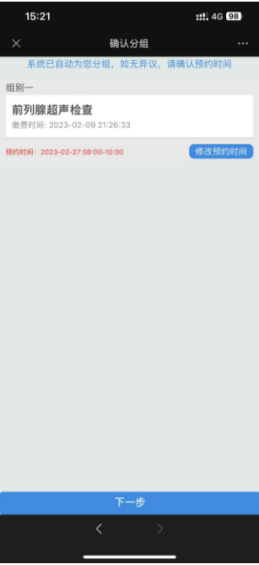 15:21
4G 98
确认分组
系统已自动为您分组，如无异议，请确认预约时间
组别一
前列腺超声检查
缴费时间: 2023-02-09 21:26:33
预约时间：2023-02-27 08:00-10:00
修改预约时间
下一步